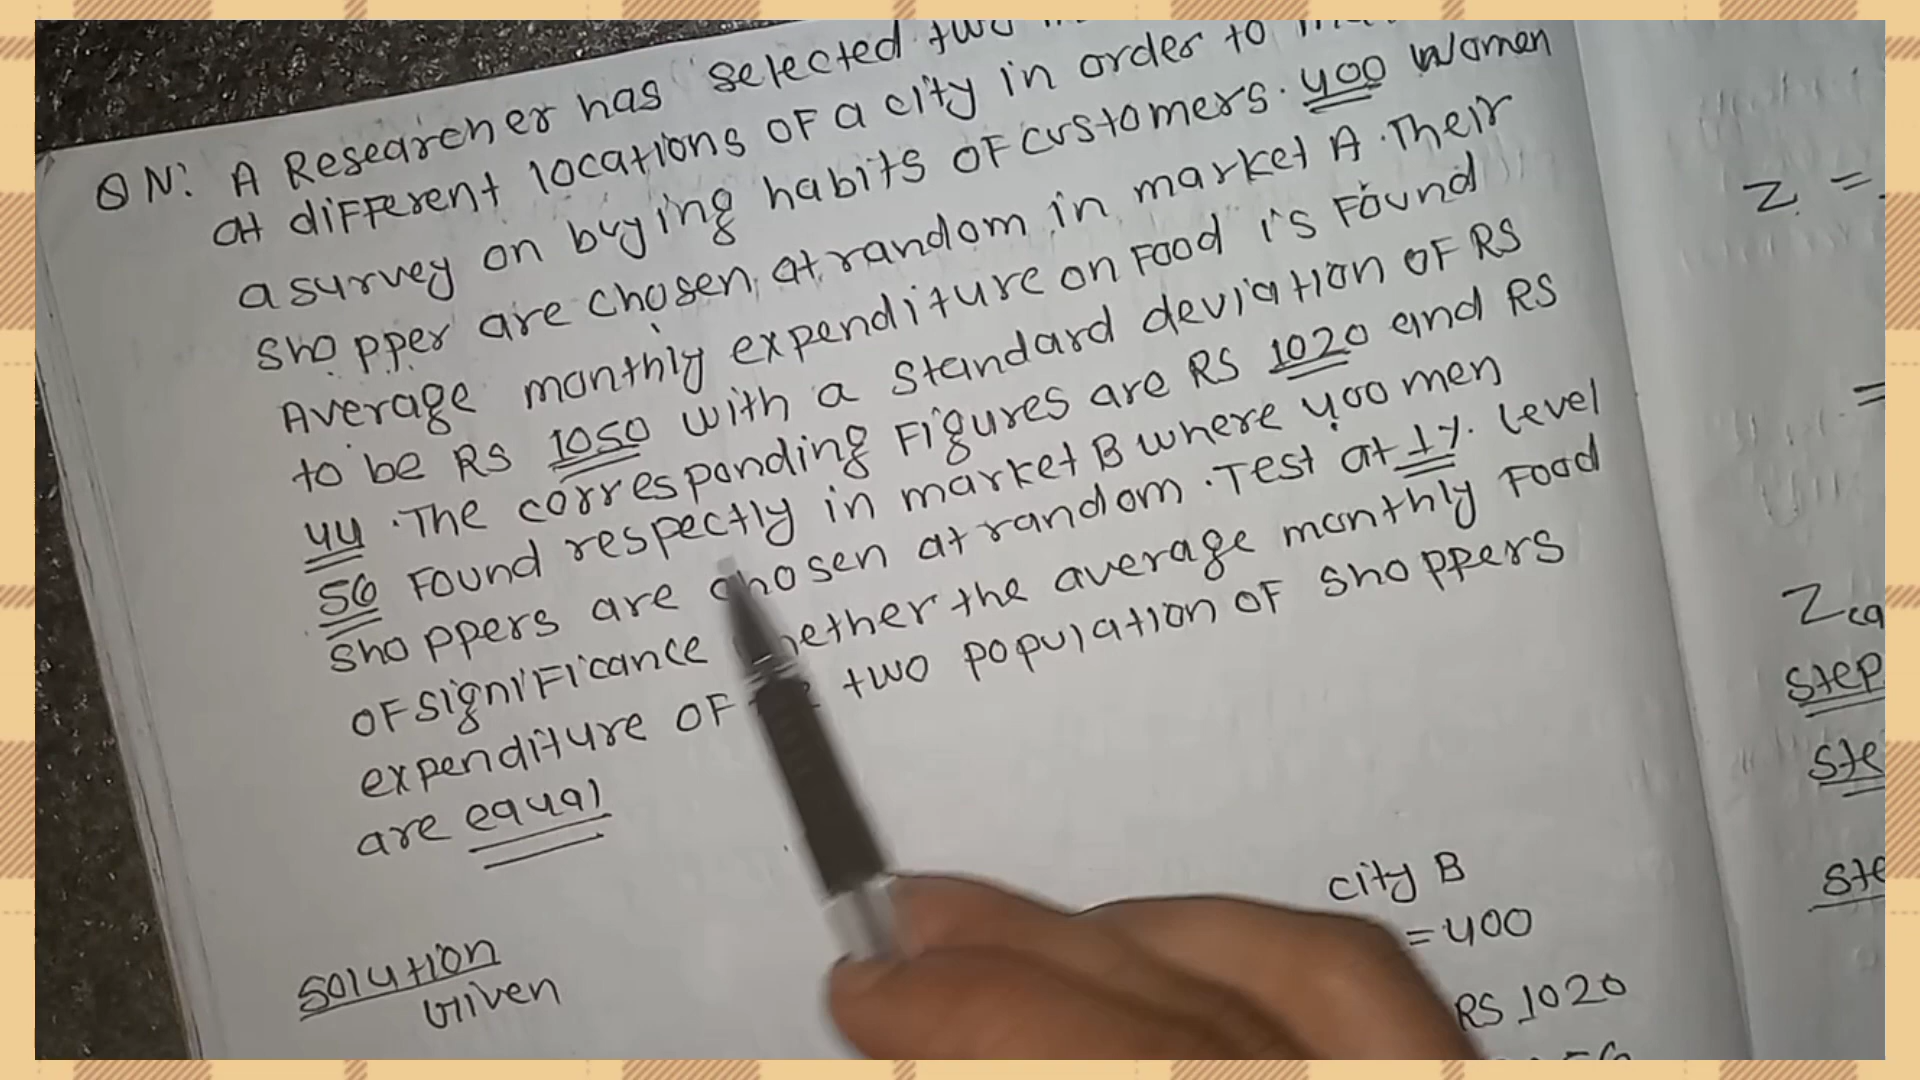 QN: A Researcher has selected two
at different locations of a city in order to
a survey on buying habits of customers. 400 women
shopper are chosen at random in market A. Their
Average monthly expenditure on food is found
to be RS 1050 with a standard deviation of RS
44. The corresponding Figures are RS 1020 and RS
56 Found respectly in market B where 400 men
shoppers are chosen at random. Test at 1% level
of significance whether the average monthly food
expenditure of two population of shoppers
are equal
Solution
Given
city B
= 400
RS 1020
Z =
=
Step